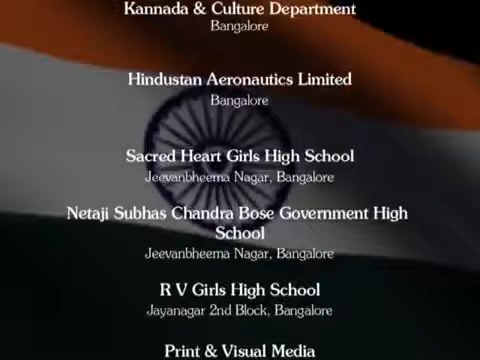 Kannada & Culture Department
Bangalore
Hindustan Aeronautics Limited
Bangalore
Sacred Heart Girls High School
Jeevanbheema Nagar, Bangalore
Netaji Subhas Chandra Bose Government High
School
Jeevanbheema Nagar, Bangalore
R V Girls High School
Jayanagar 2nd Block, Bangalore
Print & Visual Media